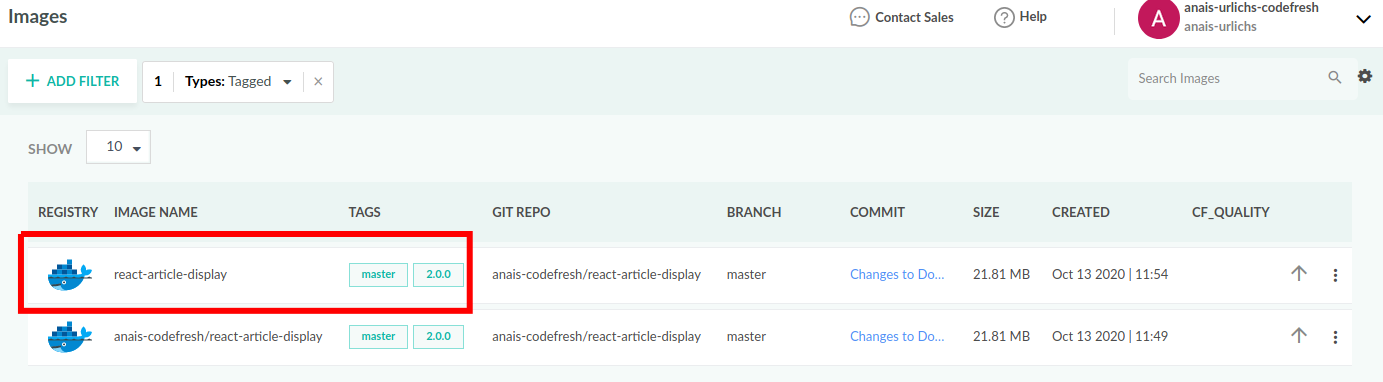 Images
Contact Sales
Help
A
anais-urlichs-codefresh
anais-urlichs
+ ADD FILTER
1 Types: Tagged ×
Search Images
SHOW 10
REGISTRY IMAGE NAME TAGS GIT REPO BRANCH COMMIT SIZE CREATED CF_QUALITY
react-article-display master 2.0.0 anais-codefresh/react-article-display master Changes to Do... 21.81 MB Oct 13 2020 | 11:54
anais-codefresh/react-article-display master 2.0.0 anais-codefresh/react-article-display master Changes to Do... 21.81 MB Oct 13 2020 | 11:49